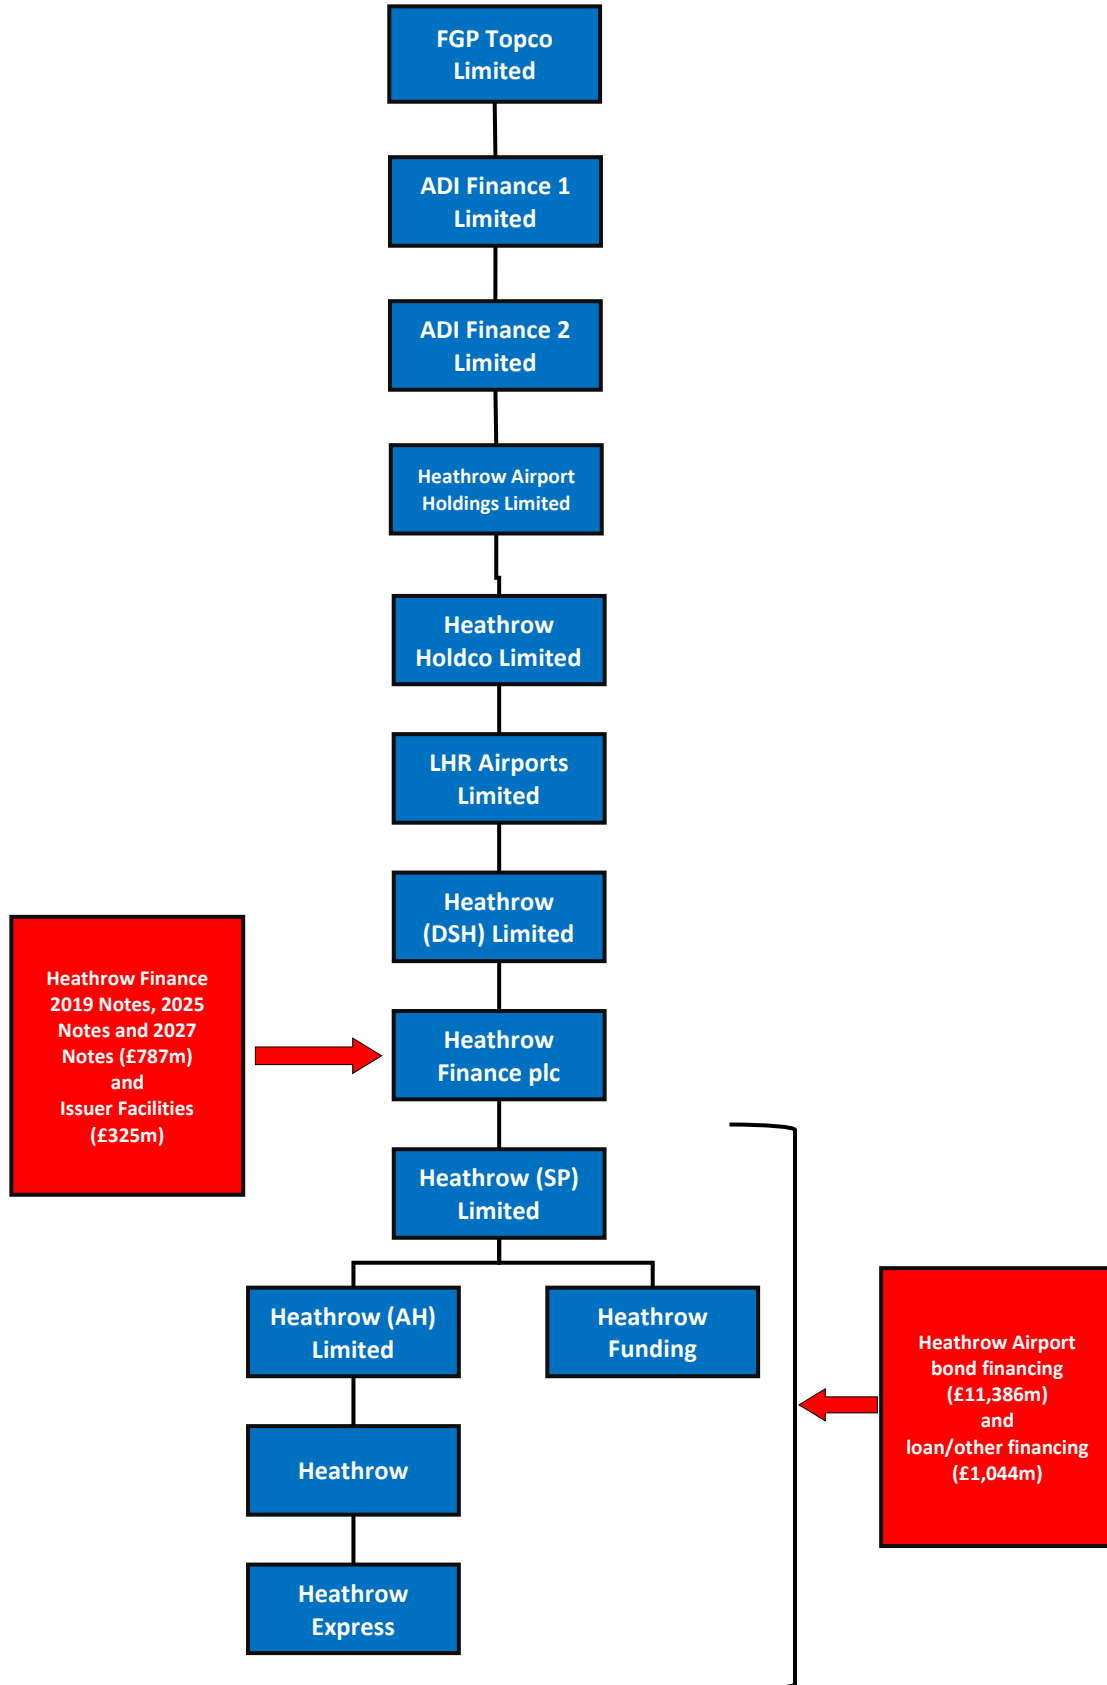 FGP Topco
Limited
ADI Finance 1
Limited
ADI Finance 2
Limited
Heathrow Airport
Holdings Limited
Heathrow
Holdco Limited
LHR Airports
Limited
Heathrow
(DSH) Limited
Heathrow Finance
2019 Notes, 2025
Notes and 2027
Notes (£787m)
and
Issuer Facilities
(£325m)
Heathrow
Finance plc
Heathrow (SP)
Limited
Heathrow (AH)
Limited
Heathrow
Funding
Heathrow Airport
bond financing
(£11,386m)
and
loan/other financing
(£1,044m)
Heathrow
Heathrow
Express